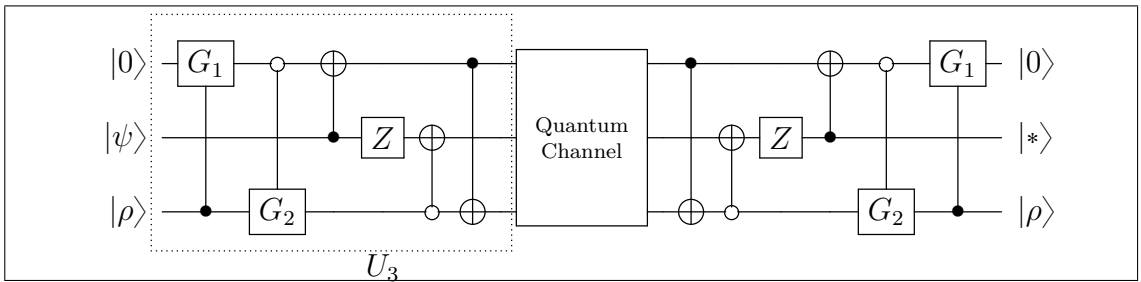 |0⟩ G₁ G₁ |0⟩
|ψ⟩ Z Quantum Channel Z |*⟩
|ρ⟩ G₂ G₂ |ρ⟩
U₃